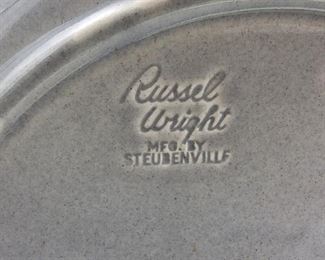 Russel
Wright
MFG. BY
STEUBENVILLE